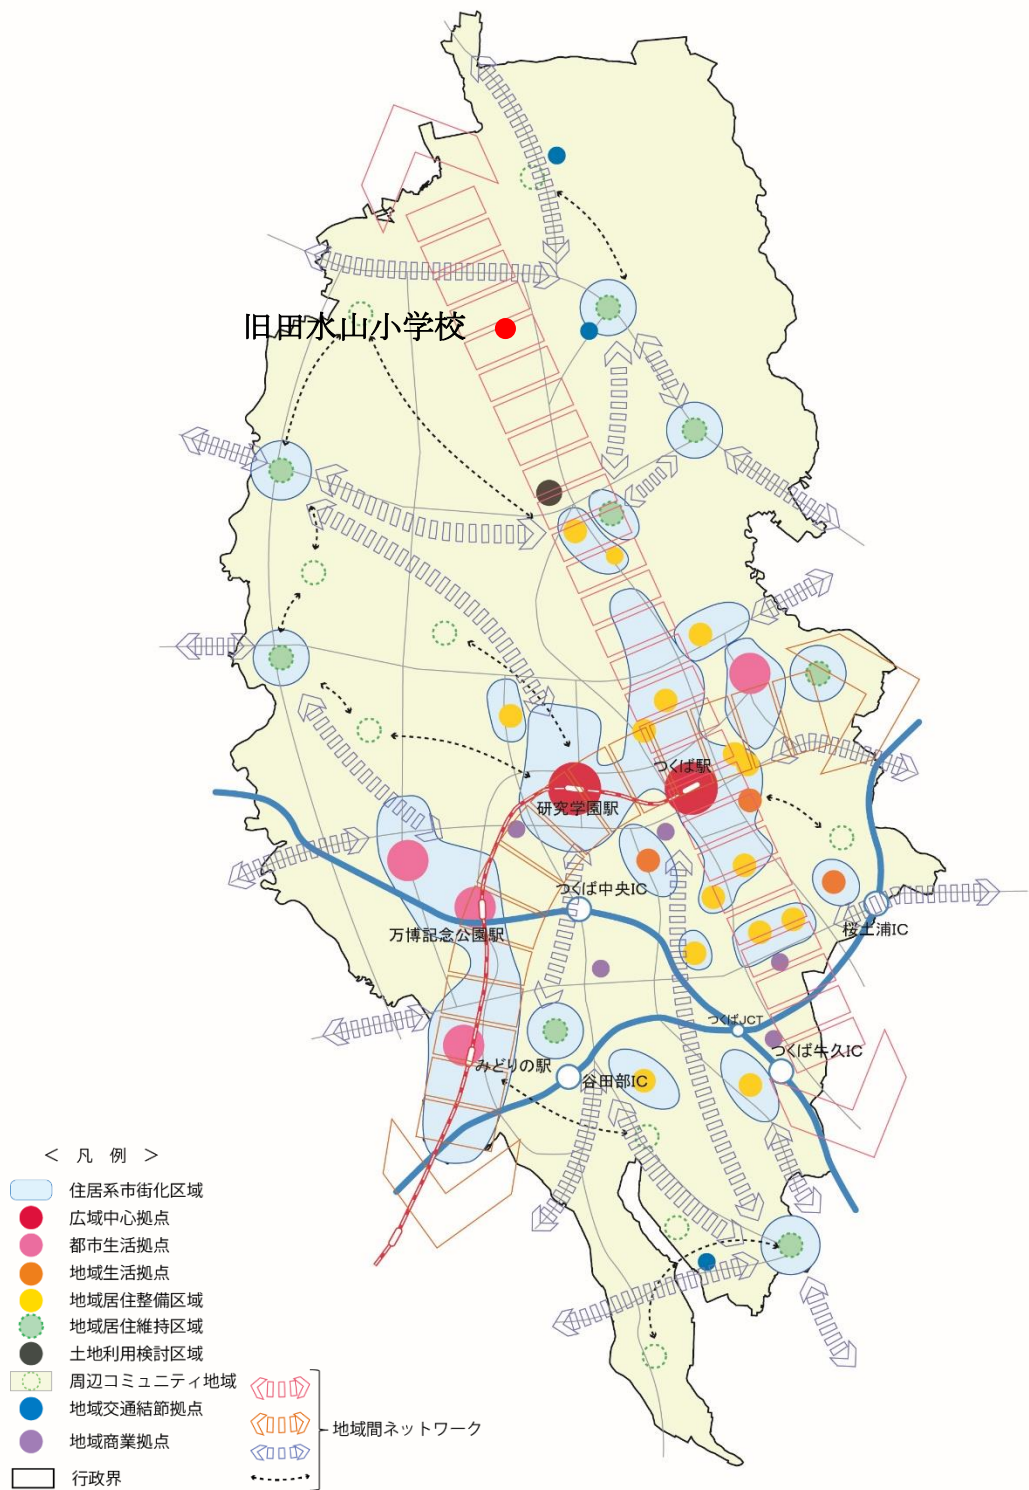 旧田水山小学校
つくば駅
研究学園駅
つくば中央IC
万博記念公園駅
桜土浦IC
つくばJCT
つくば牛久IC
みどりの駅
谷田部IC
＜ 凡 例 ＞
住居系市街化区域
広域中心拠点
都市生活拠点
地域生活拠点
地域居住整備区域
地域居住維持区域
土地利用検討区域
周辺コミュニティ地域
地域交通結節拠点
地域間ネットワーク
地域商業拠点
行政界